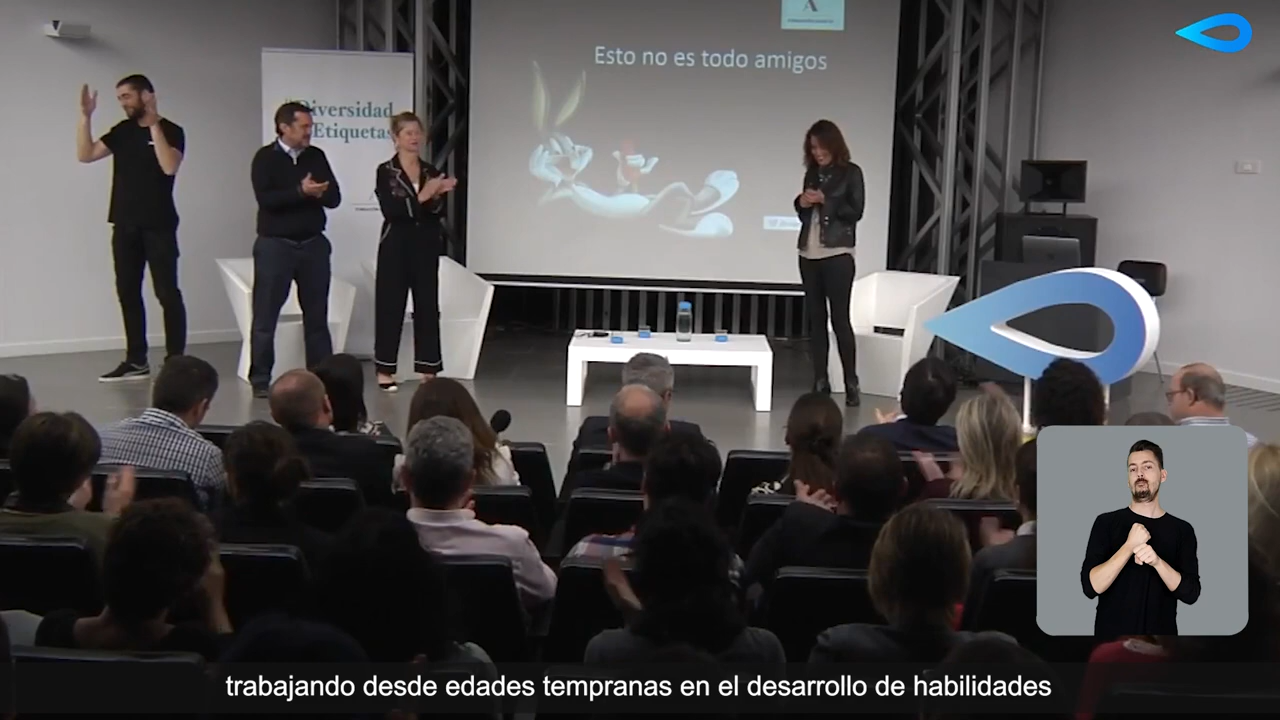 Esto no es todo amigos
Diversidad
Etiquetas
trabajando desde edades tempranas en el desarrollo de habilidades